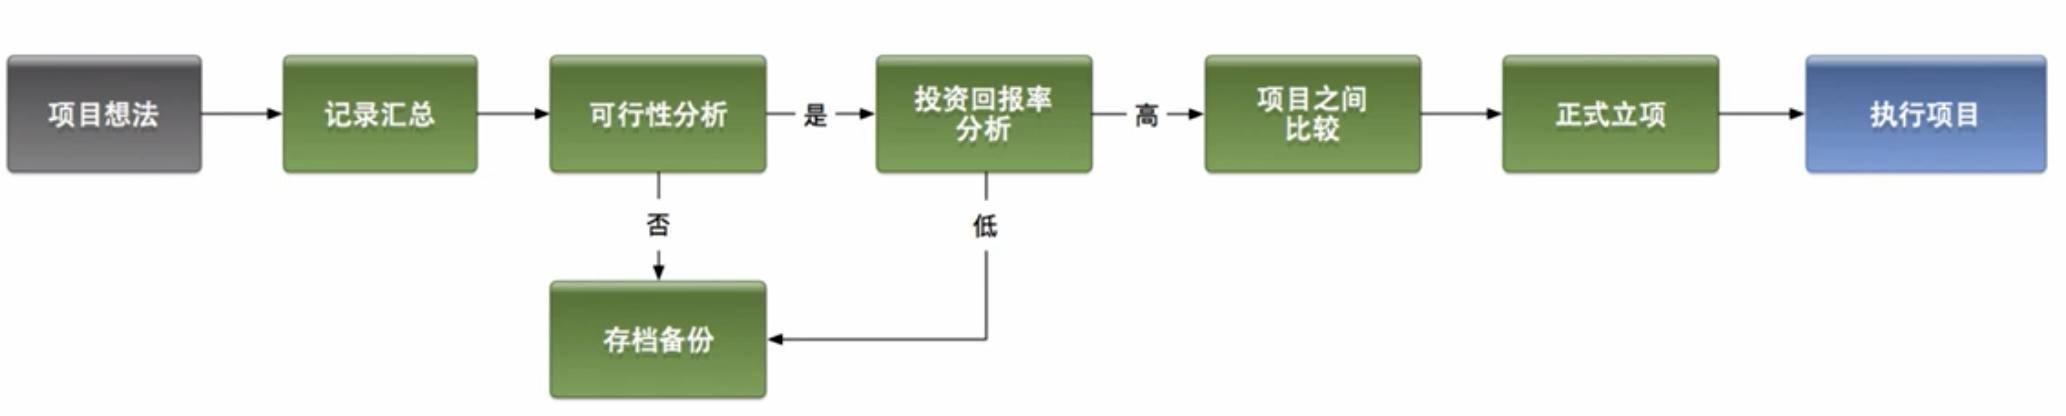 项目想法
记录汇总
可行性分析
是
投资回报率
分析
高
项目之间
比较
正式立项
执行项目
否
低
存档备份